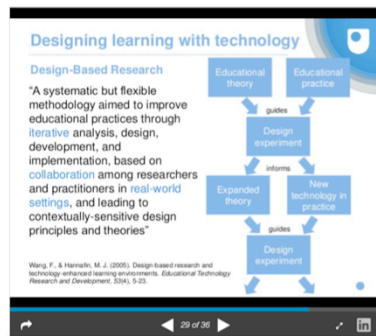 Designing learning with technology
Design-Based Research
“A systematic but flexible
methodology aimed to improve
educational practices through
iterative analysis, design,
development, and
implementation, based on
collaboration among researchers
and practitioners in real-world
settings, and leading to
contextually-sensitive design
principles and theories”
Wang, F., & Hannafin, M. J. (2005). Design-based research and
technology-enhanced learning environments. Educational Technology
Research and Development, 53(4), 5-23.
Educational
theory
Educational
practice
guides
Design
experiment
informs
Expanded
theory
New
technology in
practice
guides
Design
experiment
29 of 36
in